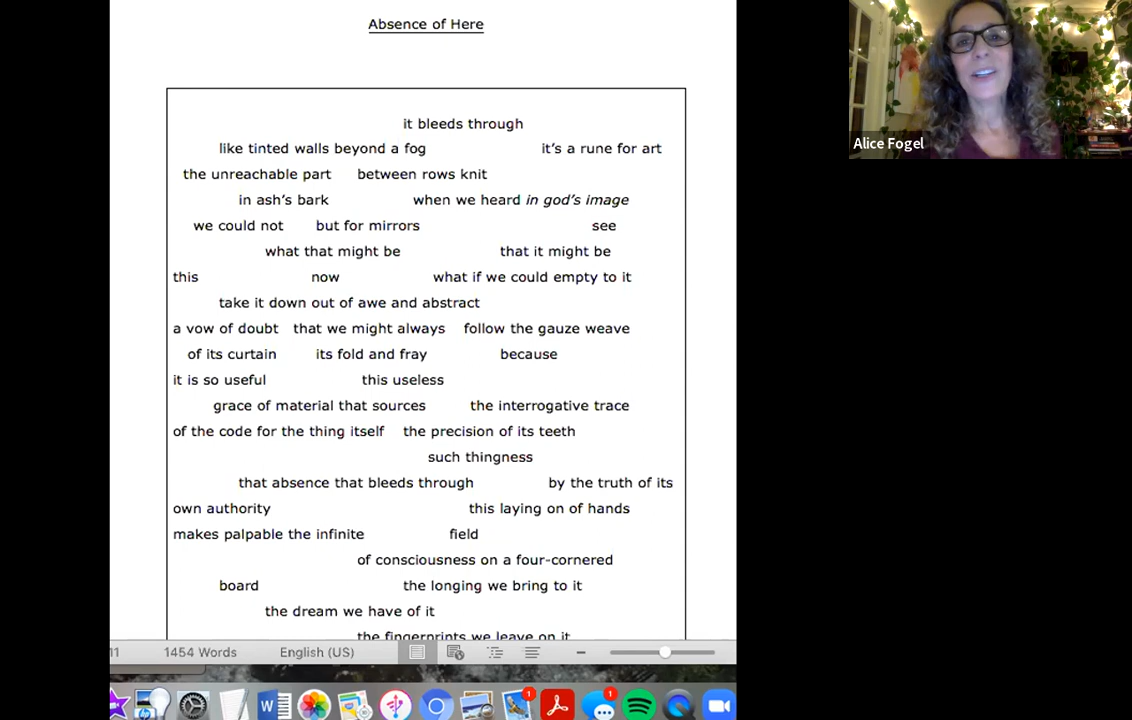 Absence of Here
it bleeds through
like tinted walls beyond a fog it's a rune for art
the unreachable part between rows knit
in ash's bark when we heard in god's image
we could not but for mirrors see
what that might be that it might be
this now what if we could empty to it
take it down out of awe and abstract
a vow of doubt that we might always follow the gauze weave
of its curtain its fold and fray because
it is so useful this useless
grace of material that sources the interrogative trace
of the code for the thing itself the precision of its teeth
such thingness
that absence that bleeds through by the truth of its
own authority this laying on of hands
makes palpable the infinite field
of consciousness on a four-cornered
board the longing we bring to it
the dream we have of it
the fingerprints we leave on it
11 1454 Words English (US)
Alice Fogel
W 1 1